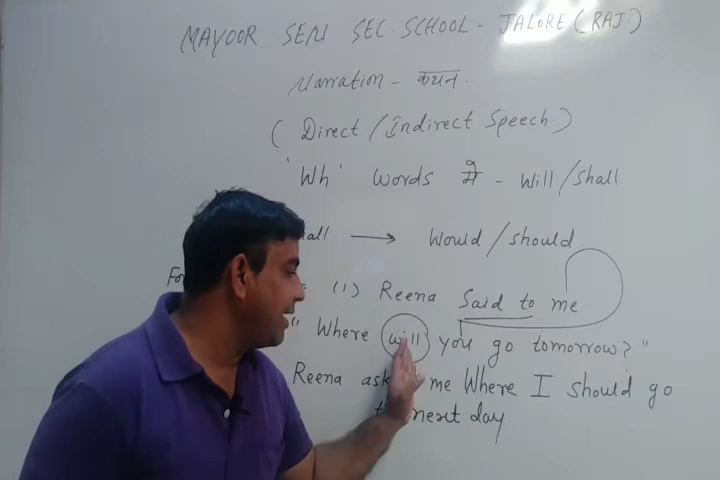 MAYOOR SEN SEC. SCHOOL - JALORE (RAJ.)
Narration - कथन
( Direct / Indirect Speech )
'Wh' words में - Will / Shall
all → Would / should
(1) Reena Said to me
" Where will you go tomorrow? "
Reena ask me Where I should go
next day